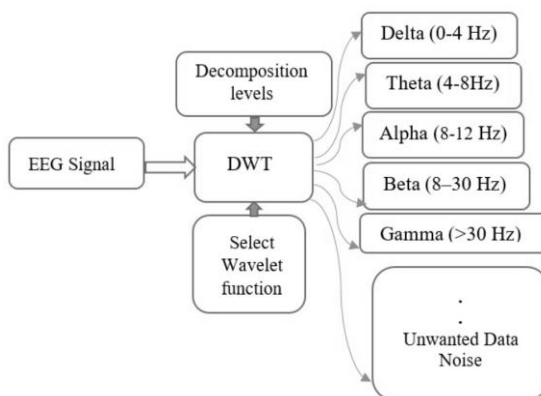 Delta (0-4 Hz)
Decomposition
levels
Theta (4-8Hz)
Alpha (8-12 Hz)
EEG Signal
DWT
Beta (8–30 Hz)
Select
Wavelet
function
Gamma (>30 Hz)
.
.
Unwanted Data
Noise